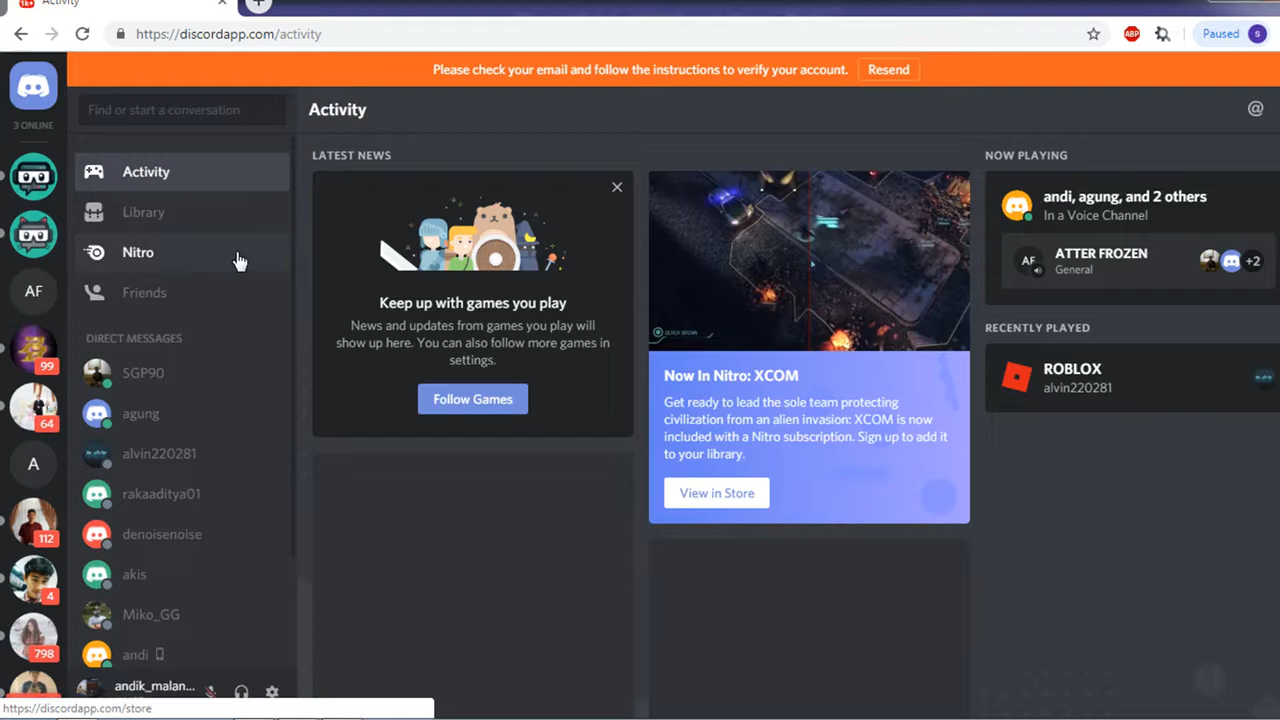 1k+ Activity
https://discordapp.com/activity
ABP
Paused
S
Please check your email and follow the instructions to verify your account.
Resend
3 ONLINE
AF
99
64
A
112
4
798
Find or start a conversation
Activity
Library
Nitro
Friends
DIRECT MESSAGES
SGP90
agung
alvin220281
rakaaditya01
denoisenoise
akis
Miko_GG
andi
andik_malan...
https://discordapp.com/store
Activity
LATEST NEWS
Keep up with games you play
News and updates from games you play will
show up here. You can also follow more games in
settings.
Follow Games
Now In Nitro: XCOM
Get ready to lead the sole team protecting
civilization from an alien invasion: XCOM is now
included with a Nitro subscription. Sign up to add it
to your library.
View in Store
NOW PLAYING
andi, agung, and 2 others
In a Voice Channel
AF
ATTER FROZEN
General
+2
RECENTLY PLAYED
ROBLOX
alvin220281